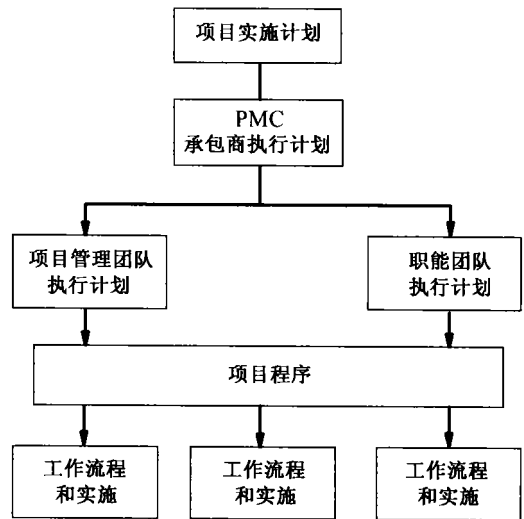 项目实施计划
PMC
承包商执行计划
项目管理团队
执行计划
职能团队
执行计划
项目程序
工作流程
和实施
工作流程
和实施
工作流程
和实施